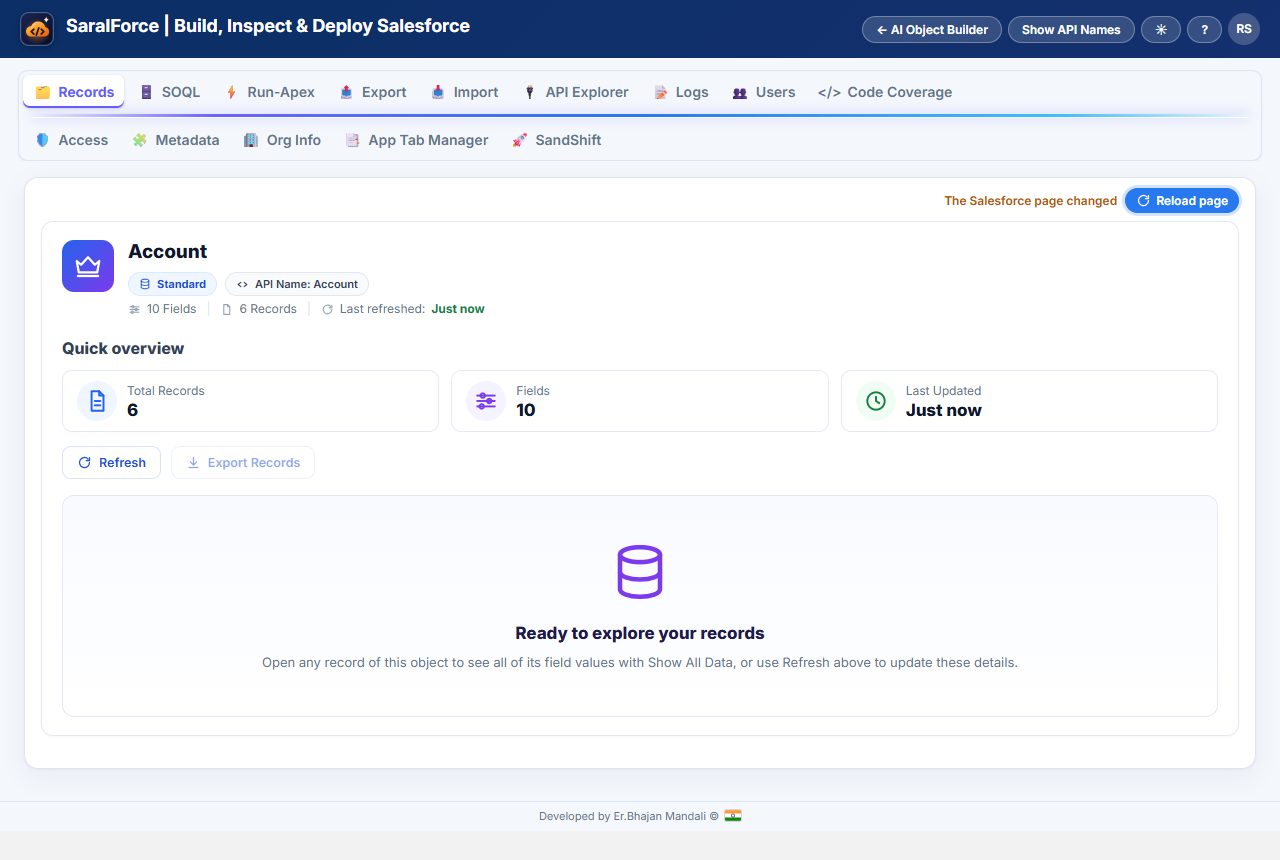 SaralForce | Build, Inspect & Deploy Salesforce
← AI Object Builder
Show API Names
?
RS
Records
SOQL
Run-Apex
Export
Import
API Explorer
Logs
Users
</> Code Coverage
Access
Metadata
Org Info
App Tab Manager
SandShift
The Salesforce page changed
Reload page
Account
Standard
<> API Name: Account
10 Fields
6 Records
Last refreshed: Just now
Quick overview
Total Records
6
Fields
10
Last Updated
Just now
Refresh
Export Records
Ready to explore your records
Open any record of this object to see all of its field values with Show All Data, or use Refresh above to update these details.
Developed by Er.Bhajan Mandali ©